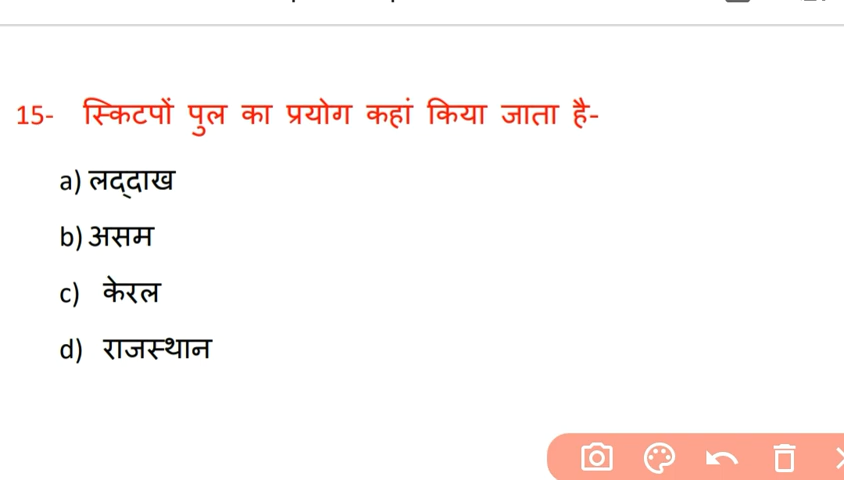 15- स्किटपों पुल का प्रयोग कहां किया जाता है-
a) लद्दाख
b) असम
c) केरल
d) राजस्थान